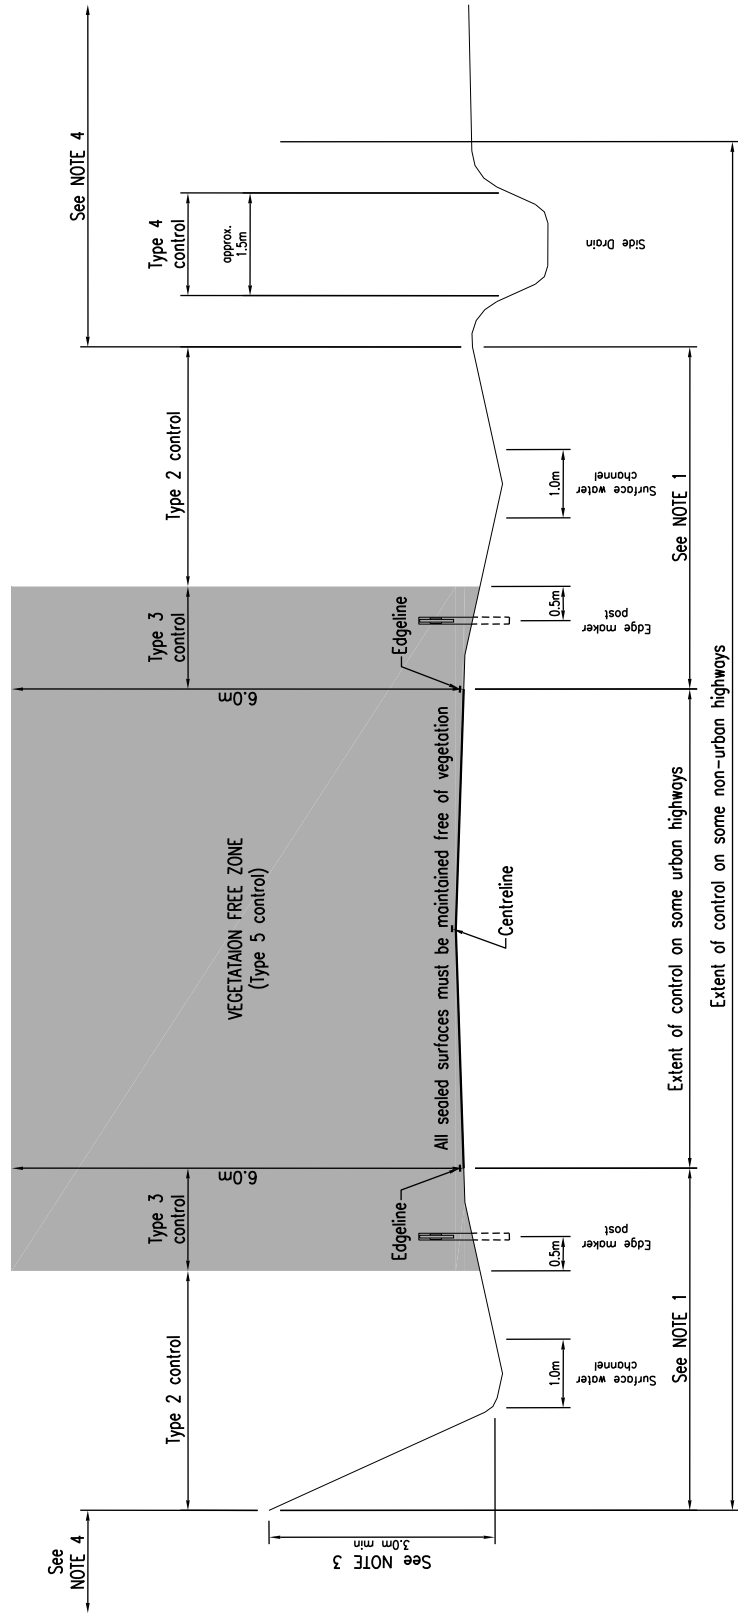 See
NOTE 4
See NOTE 4
Type 2 control
Type 3
control
Type 3
control
Type 2 control
Type 4
control
approx.
1.5m
6.0m
6.0m
VEGETATAION FREE ZONE
(Type 5 control)
Edgeline
Edgeline
All sealed surfaces must be maintained free of vegetation
Centreline
See NOTE 3
3.0m min
1.0m
Surface water
channel
0.5m
Edge maker
post
0.5m
Edge maker
post
1.0m
Surface water
channel
Side Drain
See NOTE 1
Extent of control on some urban highways
See NOTE 1
Extent of control on some non-urban highways